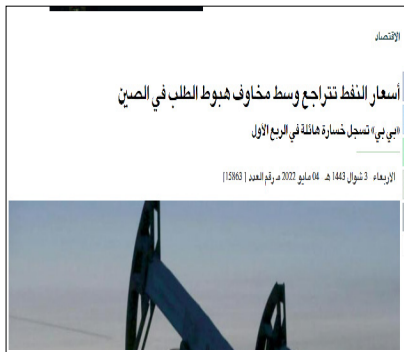 الاقتصاد
أسعار النفط تتراجع وسط مخاوف هبوط الطلب في الصين
«بي بي» تسجل خسارة هائلة في الربع الأول
الأربعاء - 3 شوال 1443 هـ - 04 مايو 2022 مـ رقم العدد [ 15863]